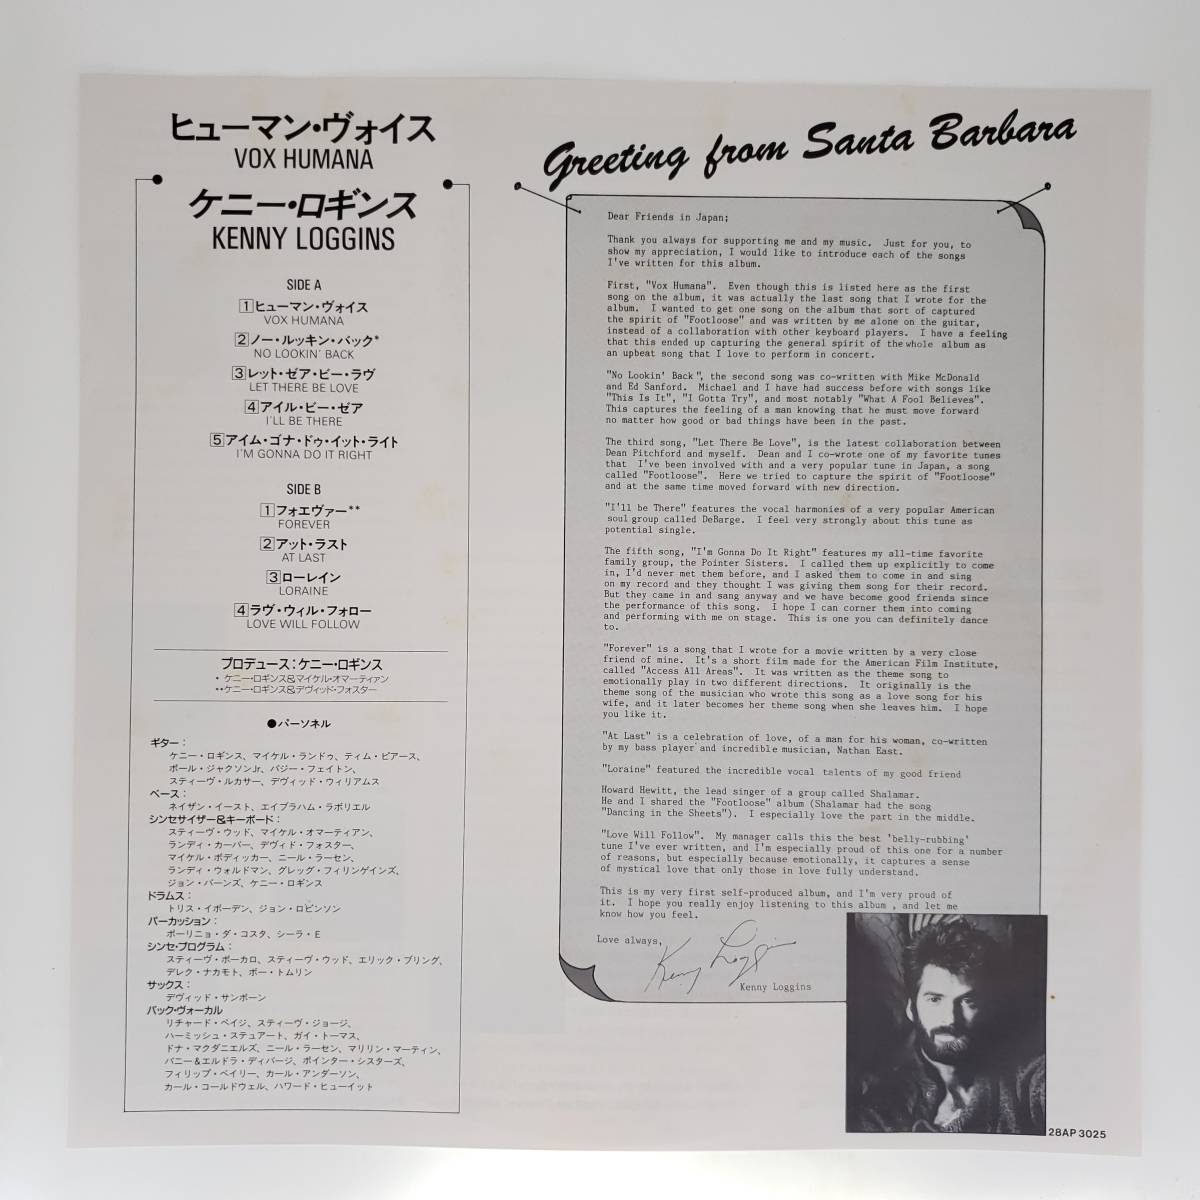 ヒューマン・ヴォイス
VOX HUMANA
ケニー・ロギンス
KENNY LOGGINS
SIDE A
1 ヒューマン・ヴォイス
VOX HUMANA
2 ノー・ルッキン・バック*
NO LOOKIN' BACK
3 レット・ゼア・ビー・ラヴ
LET THERE BE LOVE
4 アイル・ビー・ゼア
I'LL BE THERE
5 アイム・ゴナ・ドゥ・イット・ライト
I'M GONNA DO IT RIGHT
SIDE B
1 フォエヴァー**
FOREVER
2 アット・ラスト
AT LAST
3 ローレイン
LORAINE
4 ラヴ・ウィル・フォロー
LOVE WILL FOLLOW
プロデュース:ケニー・ロギンス
* ケニー・ロギンス&マイケル・オマーティアン
**ケニー・ロギンス&デヴィッド・フォスター
●パーソネル
ギター:
ケニー・ロギンス、マイケル・ランドゥ、ティム・ピアース、
ポール・ジャクソンJr、バジー・フェイトン、
スティーヴ・ルカサー、デヴィッド・ウィリアムス
ベース:
ネイザン・イースト、エイブラハム・ラボリエル
シンセサイザー&キーボード:
スティーヴ・ウッド、マイケル・オマーティアン、
ランディ・カーバー、デヴィド・フォスター、
マイケル・ボディッカー、ニール・ラーセン、
ランディ・ウォルドマン、グレッグ・フィリンゲインズ、
ジョン・バーンズ、ケニー・ロギンス
ドラムス:
トリス・イボーデン、ジョン・ロビンソン
パーカッション:
ポーリニョ・ダ・コスタ、シーラ・E
シンセ・プログラム:
スティーヴ・ポーカロ、スティーヴ・ウッド、エリック・ブリング、
デレク・ナカモト、ボー・トムリン
サックス:
デヴィッド・サンボーン
バック・ヴォーカル
リチャード・ペイジ、スティーヴ・ジョージ、
ハーミッシュ・スチュアート、ガイ・トーマス、
ドナ・マクダニエルズ、ニール・ラーセン、マリリン・マーティン、
バニー&エルドラ・ディバージ、ポインター・シスターズ、
フィリップ・ベイリー、カール・アンダーソン、
カール・コールドウェル、ハワード・ヒューイット
Greeting from Santa Barbara
Dear Friends in Japan;
Thank you always for supporting me and my music. Just for you, to
show my appreciation, I would like to introduce each of the songs
I've written for this album.
First, "Vox Humana". Even though this is listed here as the first
song on the album, it was actually the last song that I wrote for the
album. I wanted to get one song on the album that sort of captured
the spirit of "Footloose" and was written by me alone on the guitar,
instead of a collaboration with other keyboard players. I have a feeling
that this ended up capturing the general spirit of the whole album as
an upbeat song that I love to perform in concert.
"No Lookin' Back", the second song was co-written with Mike McDonald
and Ed Sanford. Michael and I have had success before with songs like
"This Is It", "I Gotta Try", and most notably "What A Fool Believes".
This captures the feeling of a man knowing that he must move forward
no matter how good or bad things have been in the past.
The third song, "Let There Be Love", is the latest collaboration between
Dean Pitchford and myself. Dean and I co-wrote one of my favorite tunes
that I've been involved with and a very popular tune in Japan, a song
called "Footloose". Here we tried to capture the spirit of "Footloose"
and at the same time moved forward with new direction.
"I'll be There" features the vocal harmonies of a very popular American
soul group called DeBarge. I feel very strongly about this tune as
potential single.
The fifth song, "I'm Gonna Do It Right" features my all-time favorite
family group, the Pointer Sisters. I called them up explicitly to come
in, I'd never met them before, and I asked them to come in and sing
on my record and they thought I was giving them song for their record.
But they came in and sang anyway and we have become good friends since
the performance of this song. I hope I can corner them into coming
and performing with me on stage. This is one you can definitely dance
to.
"Forever" is a song that I wrote for a movie written by a very close
friend of mine. It's a short film made for the American Film Institute,
called "Access All Areas". It was written as the theme song to
emotionally play in two different directions. It originally is the
theme song of the musician who wrote this song as a love song for his
wife, and it later becomes her theme song when she leaves him. I hope
you like it.
"At Last" is a celebration of love, of a man for his woman, co-written
by my bass player and incredible musician, Nathan East.
"Loraine" featured the incredible vocal talents of my good friend
Howard Hewitt, the lead singer of a group called Shalamar.
He and I shared the "Footloose" album (Shalamar had the song
"Dancing in the Sheets"). I especially love the part in the middle.
"Love Will Follow". My manager calls this the best 'belly-rubbing'
tune I've ever written, and I'm especially proud of this one for a number
of reasons, but especially because emotionally, it captures a sense
of mystical love that only those in love fully understand.
This is my very first self-produced album, and I'm very proud of
it. I hope you really enjoy listening to this album , and let me
know how you feel.
Love always,
Kenny Loggins
Kenny Loggins
28AP 3025